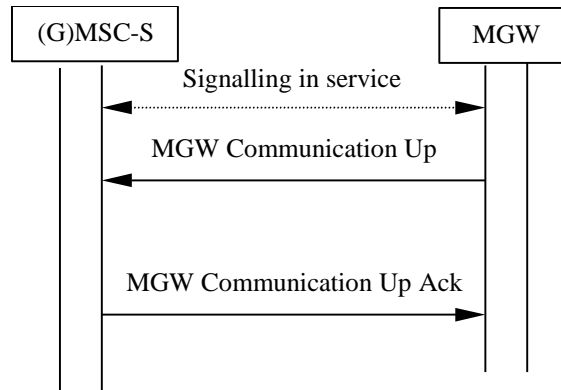 (G)MSC-S
MGW
Signalling in service
MGW Communication Up
MGW Communication Up Ack